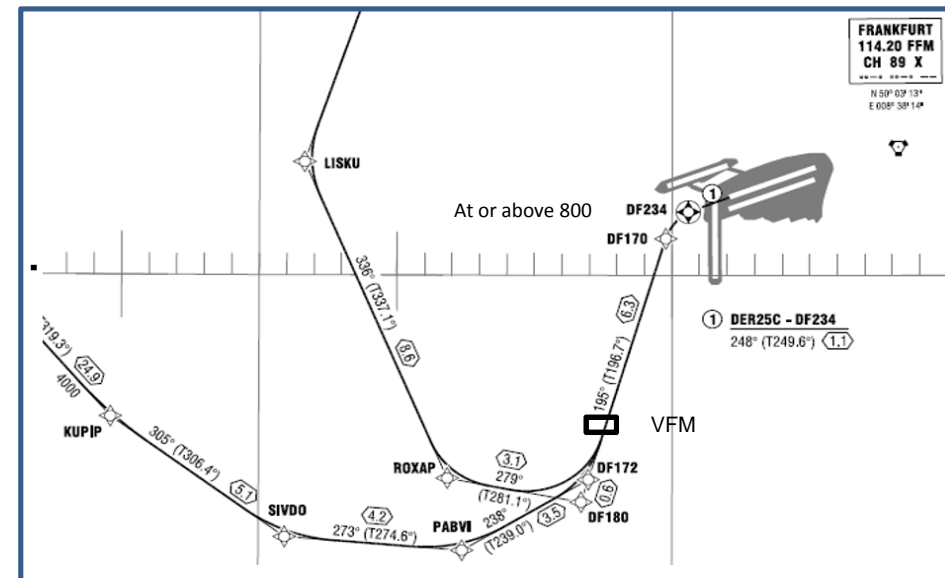 FRANKFURT
114.20 FFM
CH 89 X
N 50° 03' 13"
E 008° 38' 14"
LISKU
At or above 800
1
DF234
DF170
336° (T337.1°)
8.6
6.3
195° (T196.7°)
1 DER25C - DF234
248° (T249.6°) 1.1
T319.3°)
24.9
4000
KUPIP
305° (T306.4°)
5.1
VFM
ROXAP
3.1
279°
(T281.1°)
DF172
0.6
DF180
SIVDO
4.2
273° (T274.6°)
PABVI
238°
(T239.0°)
3.5